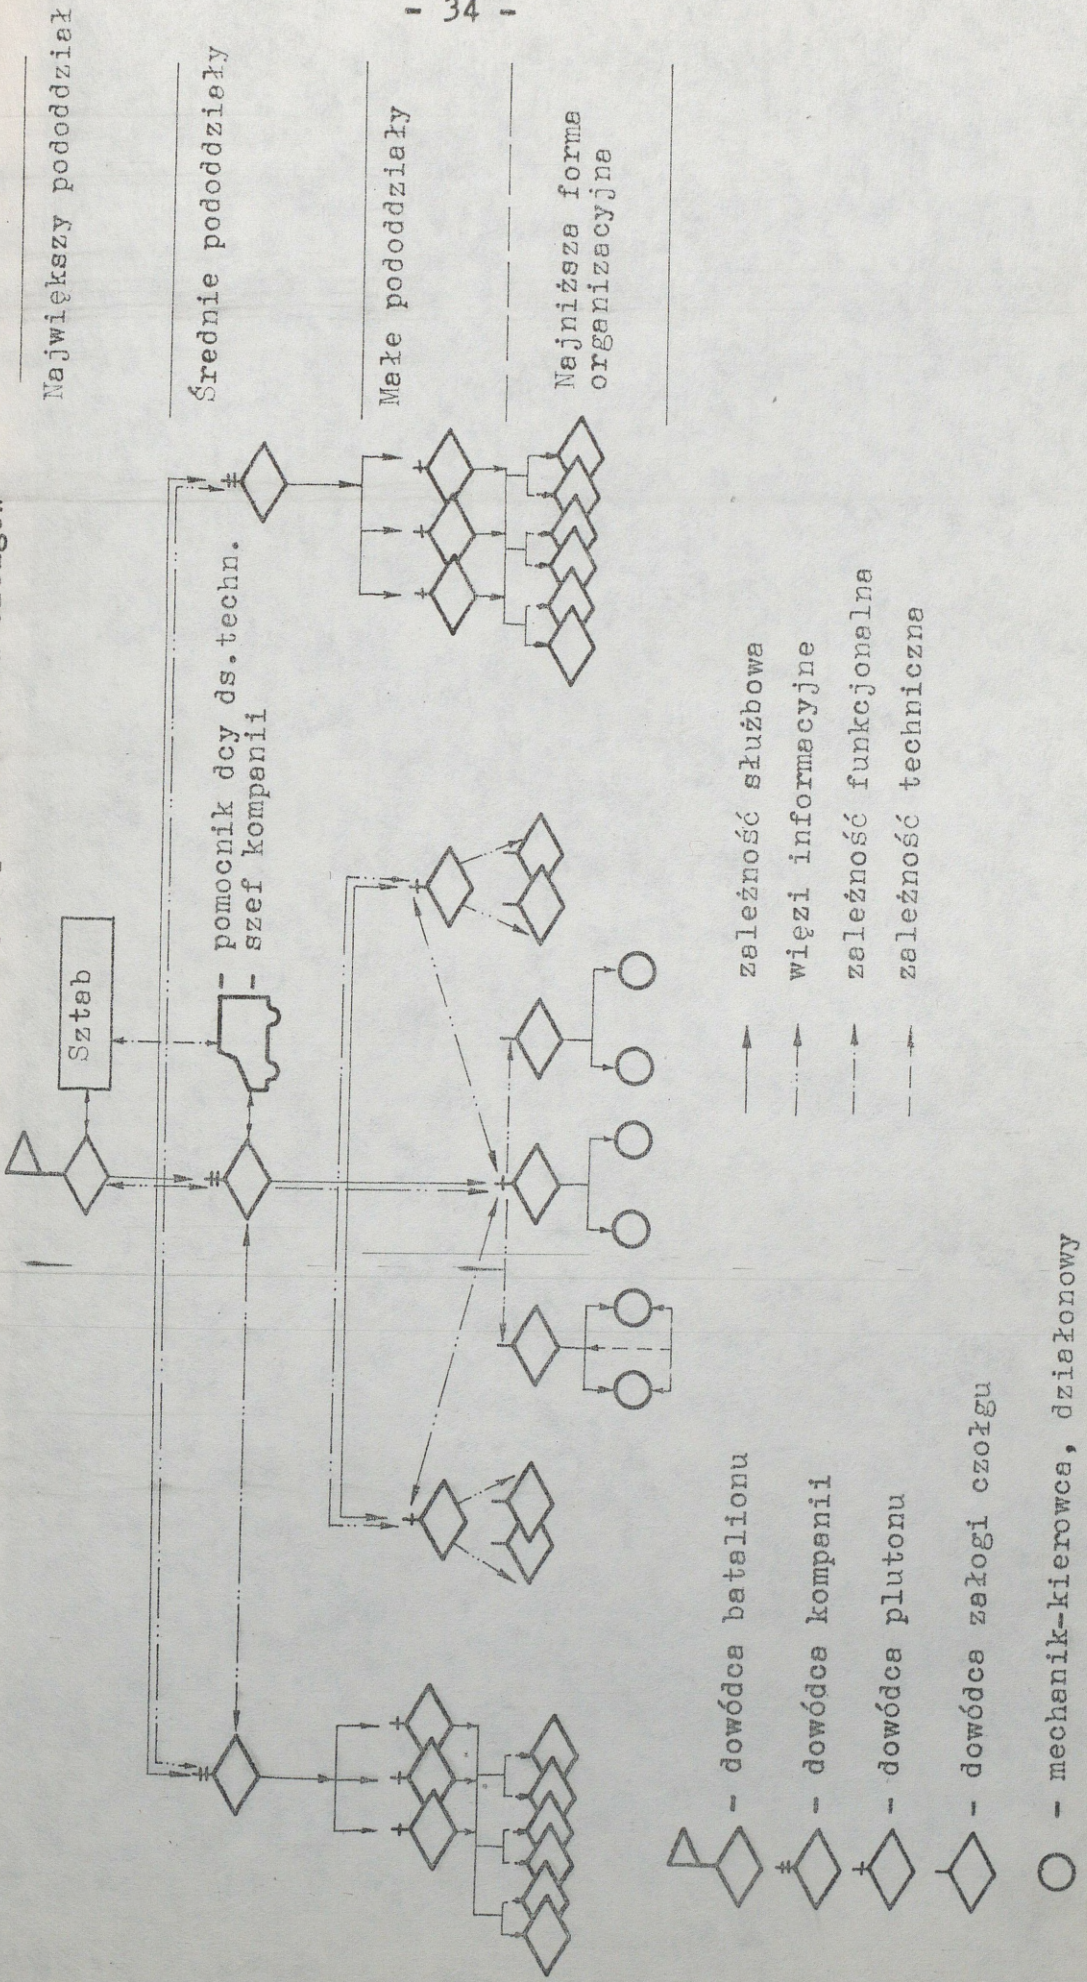 - 34 -
Największy pododdział
Średnie pododdziały
Małe pododdziały
Najniższa forma
organizacyjna
Sztab
- pomocnik dcy ds.techn.
- szef kompanii
zależność służbowa
więzi informacyjne
zależność funkcjonalna
zależność techniczna
- dowódca batalionu
- dowódca kompanii
- dowódca plutonu
- dowódca załogi czołgu
- mechanik-kierowca, działonowy